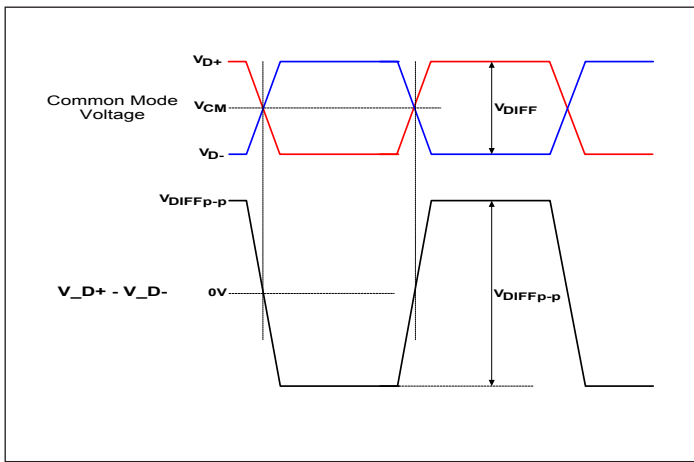 VD+
Common Mode
Voltage
VCM
VDIFF
VD-
VDIFFp-p
V_D+ - V_D-
0V
VDIFFp-p